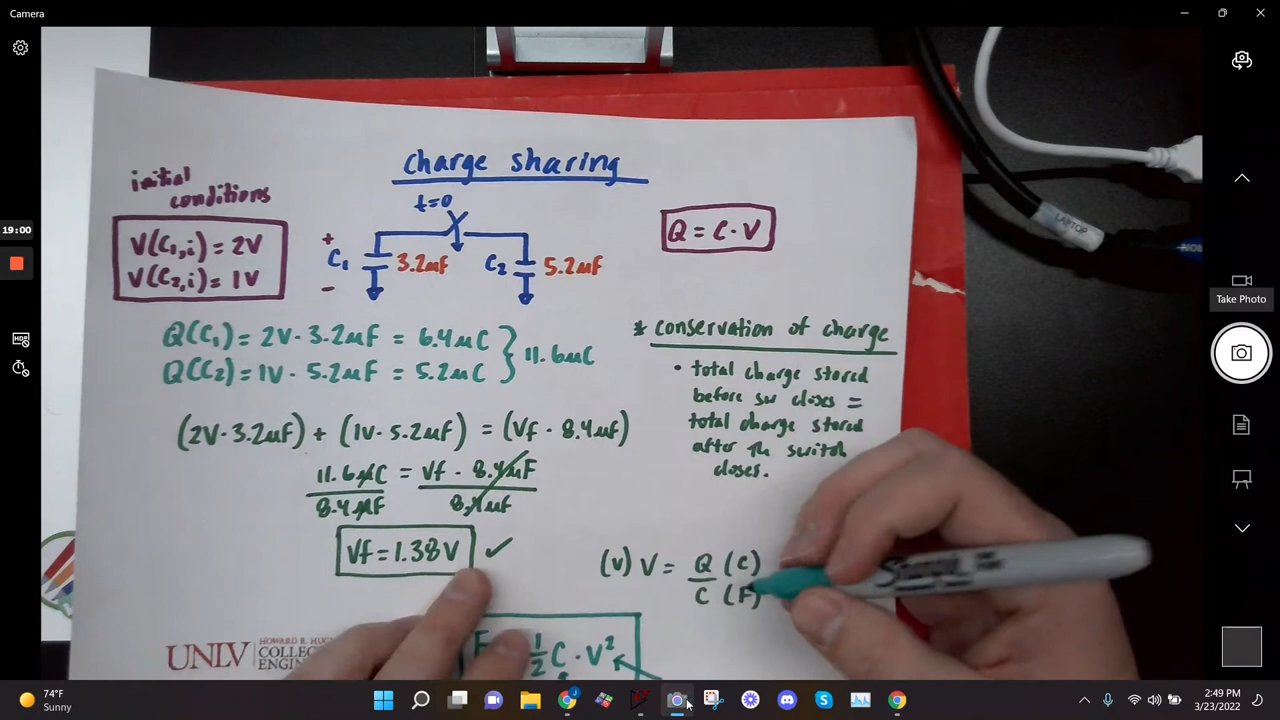 Camera
19:00
Take Photo
initial
conditions
V(C1,i) = 2V
V(C2,i) = 1V
charge sharing
t=0
+
C1
3.2uF
C2
5.2uF
-
Q = C·V
Q(C1) = 2V · 3.2uF = 6.4uC
Q(C2) = 1V · 5.2uF = 5.2uC
11.6uC
(2V·3.2uF) + (1V·5.2uF) = (Vf · 8.4uF)
11.6uC = Vf · 8.4uF
8.4uF 8.4uF
Vf = 1.38V ✓
* conservation of charge
• total charge stored
before sw closes =
total charge stored
after the switch
closes.
(V) V = Q (C)
C (F)
1/2 C · V²
UNLV
COLLEGE
ENGINE
LAPTOP
Sharpie
74°F
Sunny
2:49 PM
3/23/2022